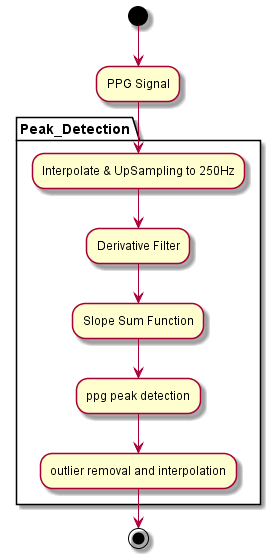 PPG Signal
Peak_Detection
Interpolate & UpSampling to 250Hz
Derivative Filter
Slope Sum Function
ppg peak detection
outlier removal and interpolation